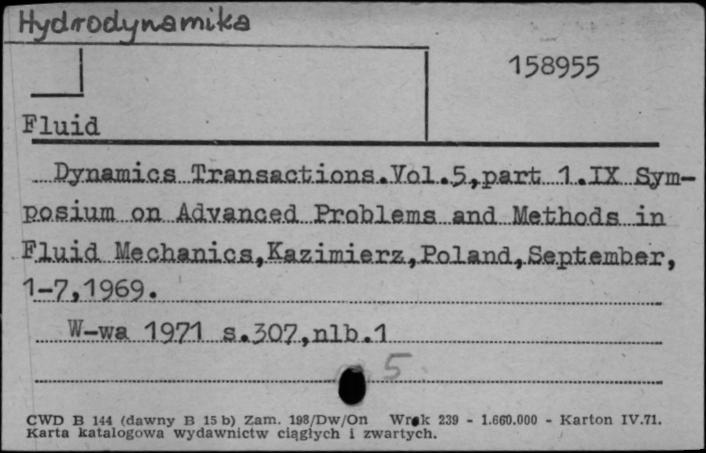 Hydrodynamika
158955
Fluid
Dynamics Transactions.Vol.5,part 1.IX Sym-
posium on Advanced Problems and Methods in
Fluid Mechanics,Kazimierz,Poland,September,
1-7,1969.
W-wa 1971 s.307,nlb.1
5
CWD B 144 (dawny B 15 b) Zam. 198/Dw/On Wrsk 239 - 1.660.000 - Karton IV.71.
Karta katalogowa wydawnictw ciągłych i zwartych.